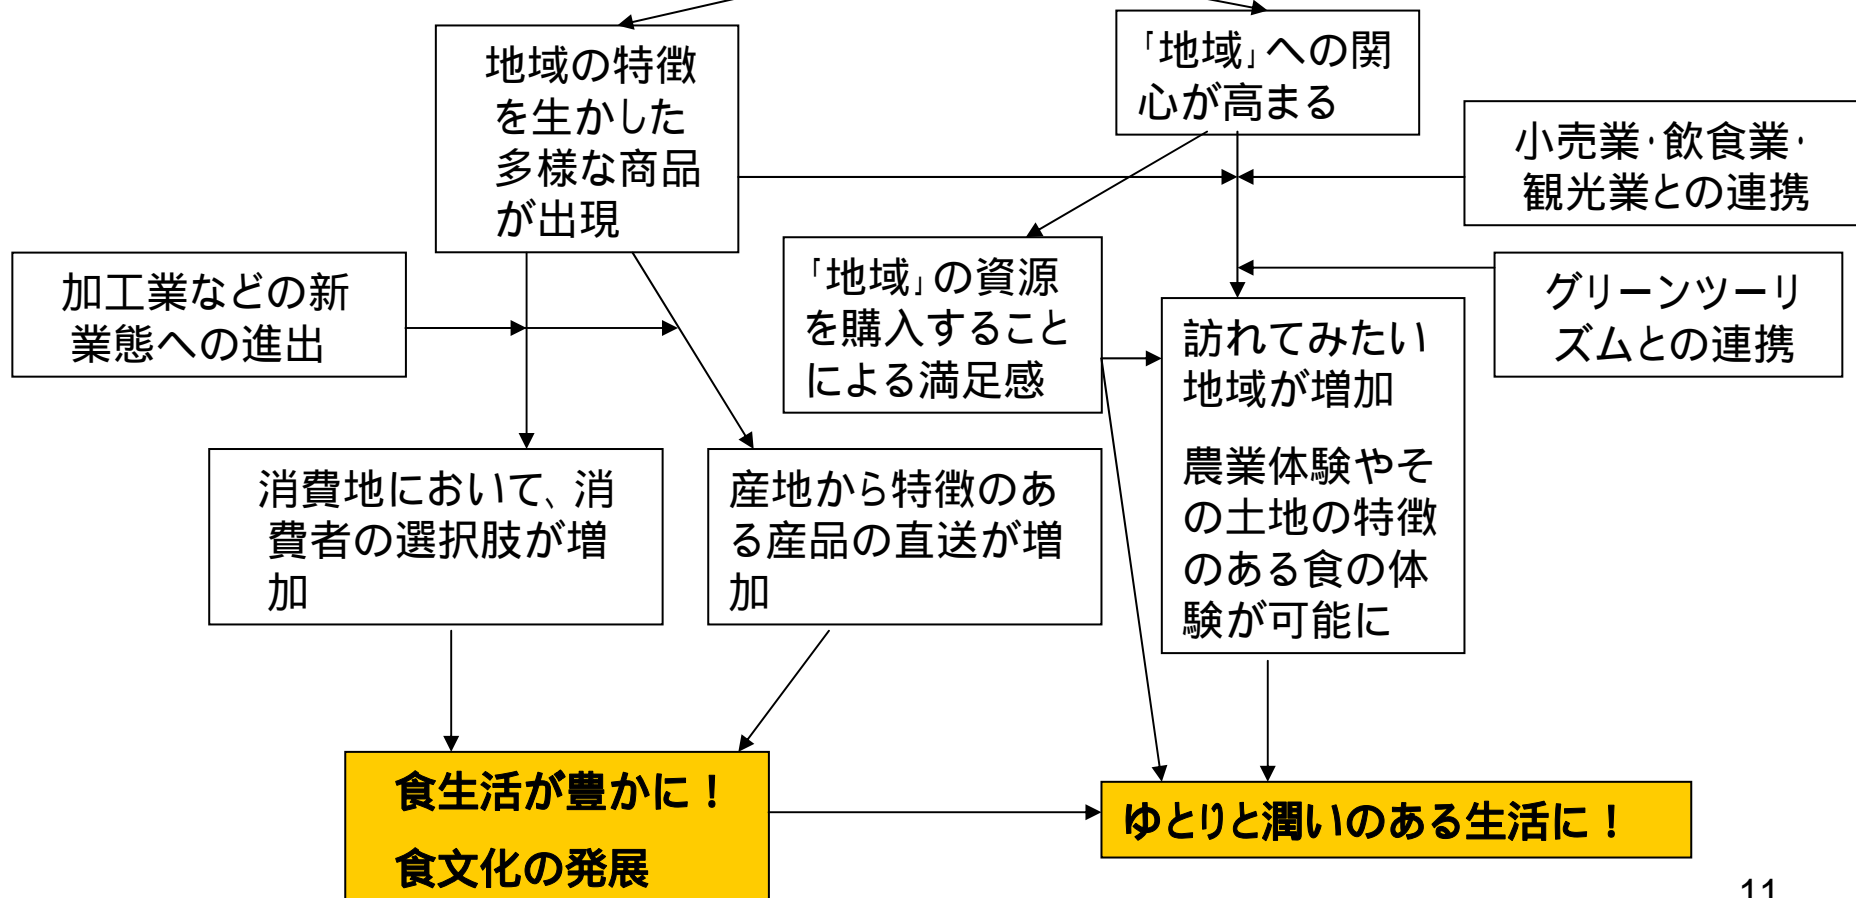 地域の特徴
を生かした
多様な商品
が出現
「地域」への関
心が高まる
小売業・飲食業・
観光業との連携
加工業などの新
業態への進出
「地域」の資源
を購入すること
による満足感
グリーンツーリ
ズムとの連携
訪れてみたい
地域が増加
農業体験やそ
の土地の特徴
のある食の体
験が可能に
消費地において、消
費者の選択肢が増
加
産地から特徴のあ
る産品の直送が増
加
食生活が豊かに！
食文化の発展
ゆとりと潤いのある生活に！
11